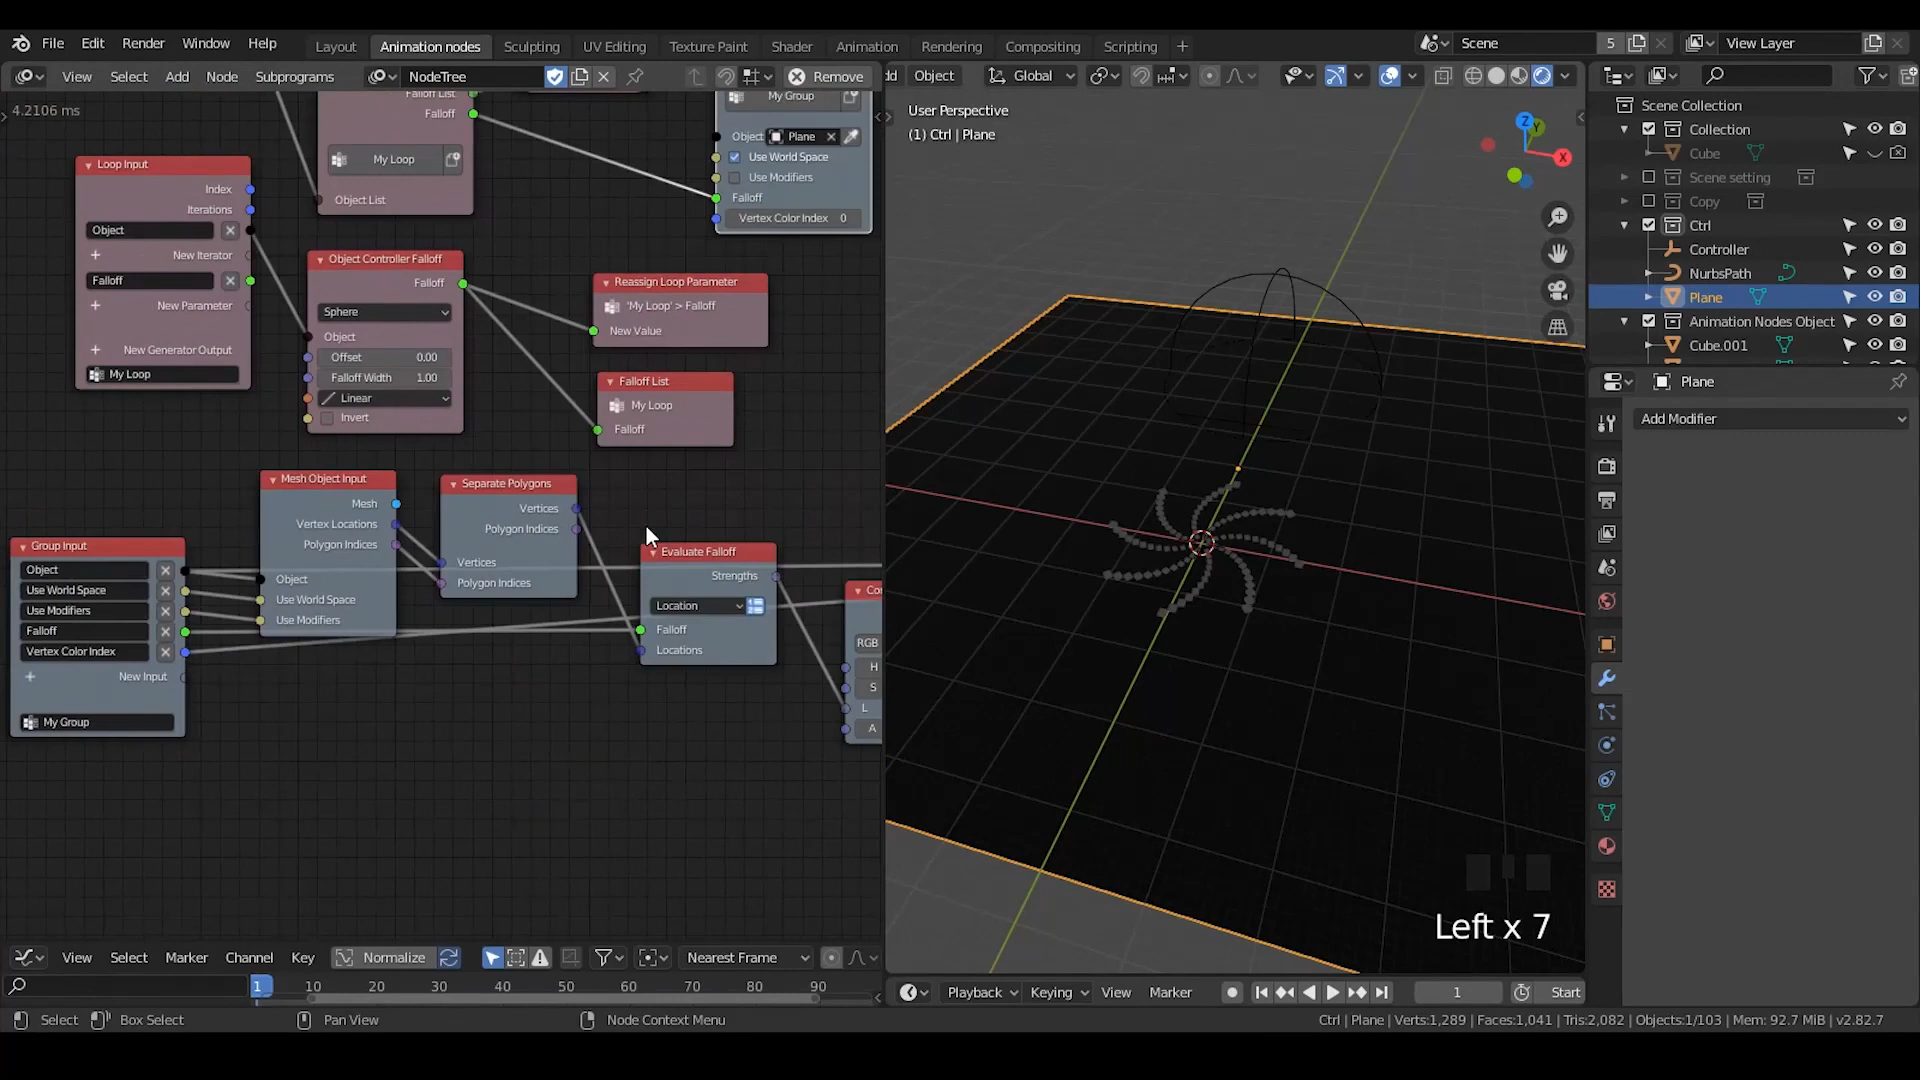 File Edit Render Window Help
Layout Animation nodes Sculpting UV Editing Texture Paint Shader Animation Rendering Compositing Scripting
Scene 5 View Layer
View Select Add Node Subprograms NodeTree Remove
Object Global
4.2106 ms
Falloff
My Loop
Object List
My Group
Object Plane
Use World Space
Use Modifiers
Falloff
Vertex Color Index 0
Loop Input
Index
Iterations
Object
New Iterator
Falloff
New Parameter
New Generator Output
My Loop
Object Controller Falloff
Falloff
Sphere
Object
Offset 0.00
Falloff Width 1.00
Linear
Invert
Reassign Loop Parameter
'My Loop' > Falloff
New Value
Falloff List
My Loop
Falloff
Mesh Object Input
Mesh
Vertex Locations
Polygon Indices
Object
Use World Space
Use Modifiers
Separate Polygons
Vertices
Polygon Indices
Vertices
Polygon Indices
Group Input
Object
Use World Space
Use Modifiers
Falloff
Vertex Color Index
New Input
My Group
Evaluate Falloff
Strengths
Location
Falloff
Locations
RGB
H
S
L
A
User Perspective
(1) Ctrl | Plane
Z
Y
X
Left x 7
Scene Collection
Collection
Cube
Scene setting
Copy
Ctrl
Controller
NurbsPath
Plane
Animation Nodes Object
Cube.001
Plane
Add Modifier
View Select Marker Channel Key Normalize Nearest Frame
1 10 20 30 40 50 60 70 80 90
Playback Keying View Marker 1 Start
Select Box Select Pan View Node Context Menu
Ctrl | Plane | Verts:1,289 | Faces:1,041 | Tris:2,082 | Objects:1/103 | Mem: 92.7 MiB | v2.82.7